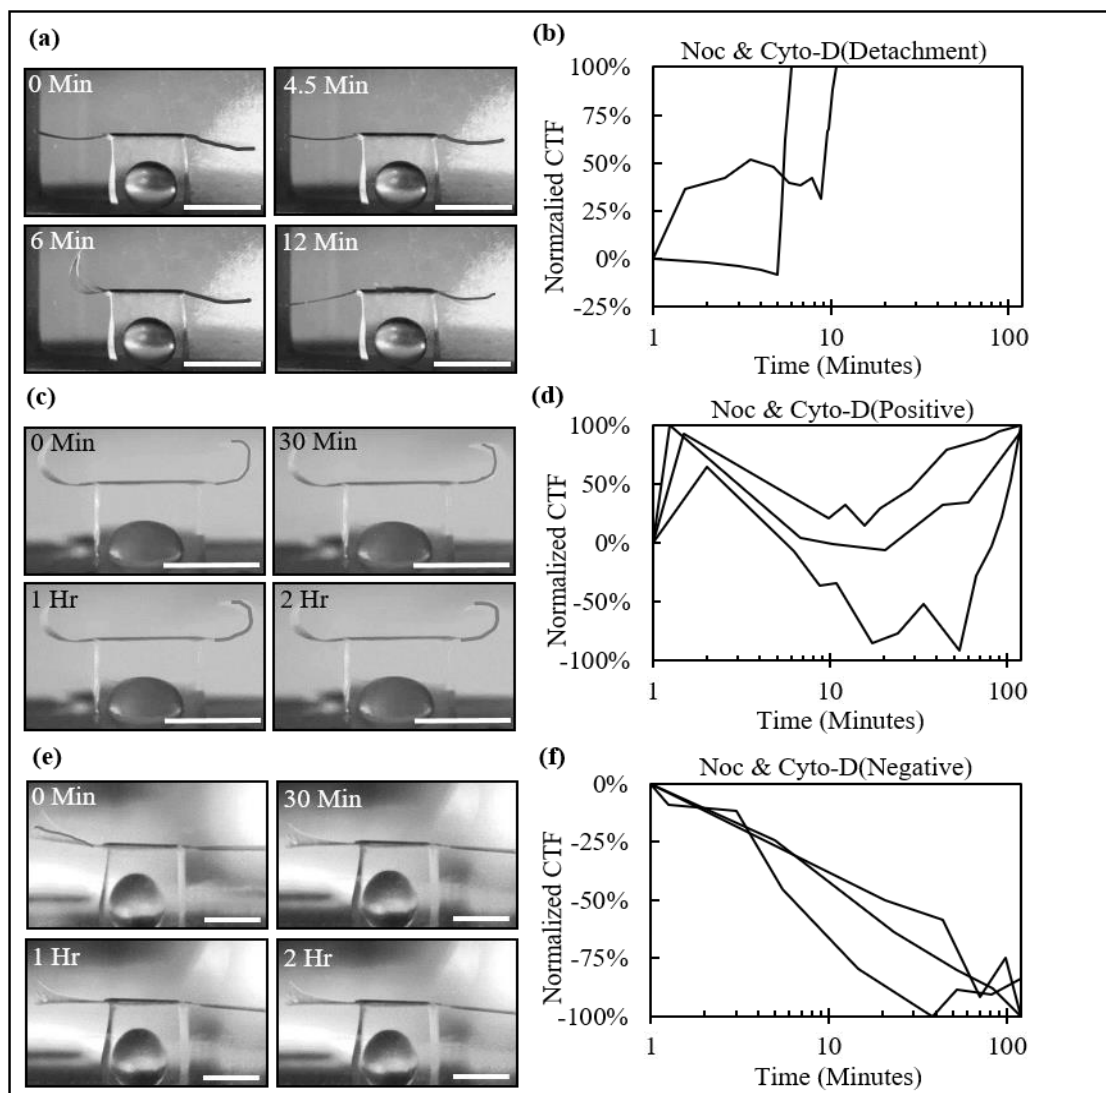 (a)
0 Min
4.5 Min
6 Min
12 Min
(b)
Noc & Cyto-D(Detachment)
100%
75%
50%
25%
0%
-25%
Normzalied CTF
1
10
100
Time (Minutes)
(c)
0 Min
30 Min
1 Hr
2 Hr
(d)
Noc & Cyto-D(Positive)
100%
50%
0%
-50%
-100%
Normalized CTF
1
10
100
Time (Minutes)
(e)
0 Min
30 Min
1 Hr
2 Hr
(f)
Noc & Cyto-D(Negative)
0%
-25%
-50%
-75%
-100%
Normalized CTF
1
10
100
Time (Minutes)